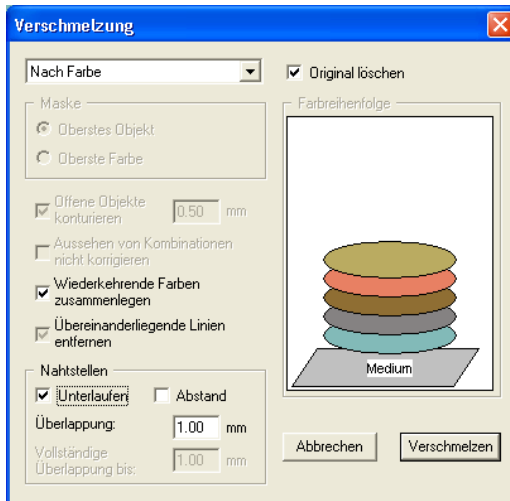 Verschmelzung
Nach Farbe
Original löschen
Maske
Oberstes Objekt
Oberste Farbe
Offene Objekte
konturieren
0.50 mm
Aussehen von Kombinationen
nicht korrigieren
Wiederkehrende Farben
zusammenlegen
Übereinanderliegende Linien
entfernen
Nahtstellen
Unterlaufen
Abstand
Überlappung:
1.00 mm
Vollständige
Überlappung bis:
1.00 mm
Farbreihenfolge
Medium
Abbrechen
Verschmelzen